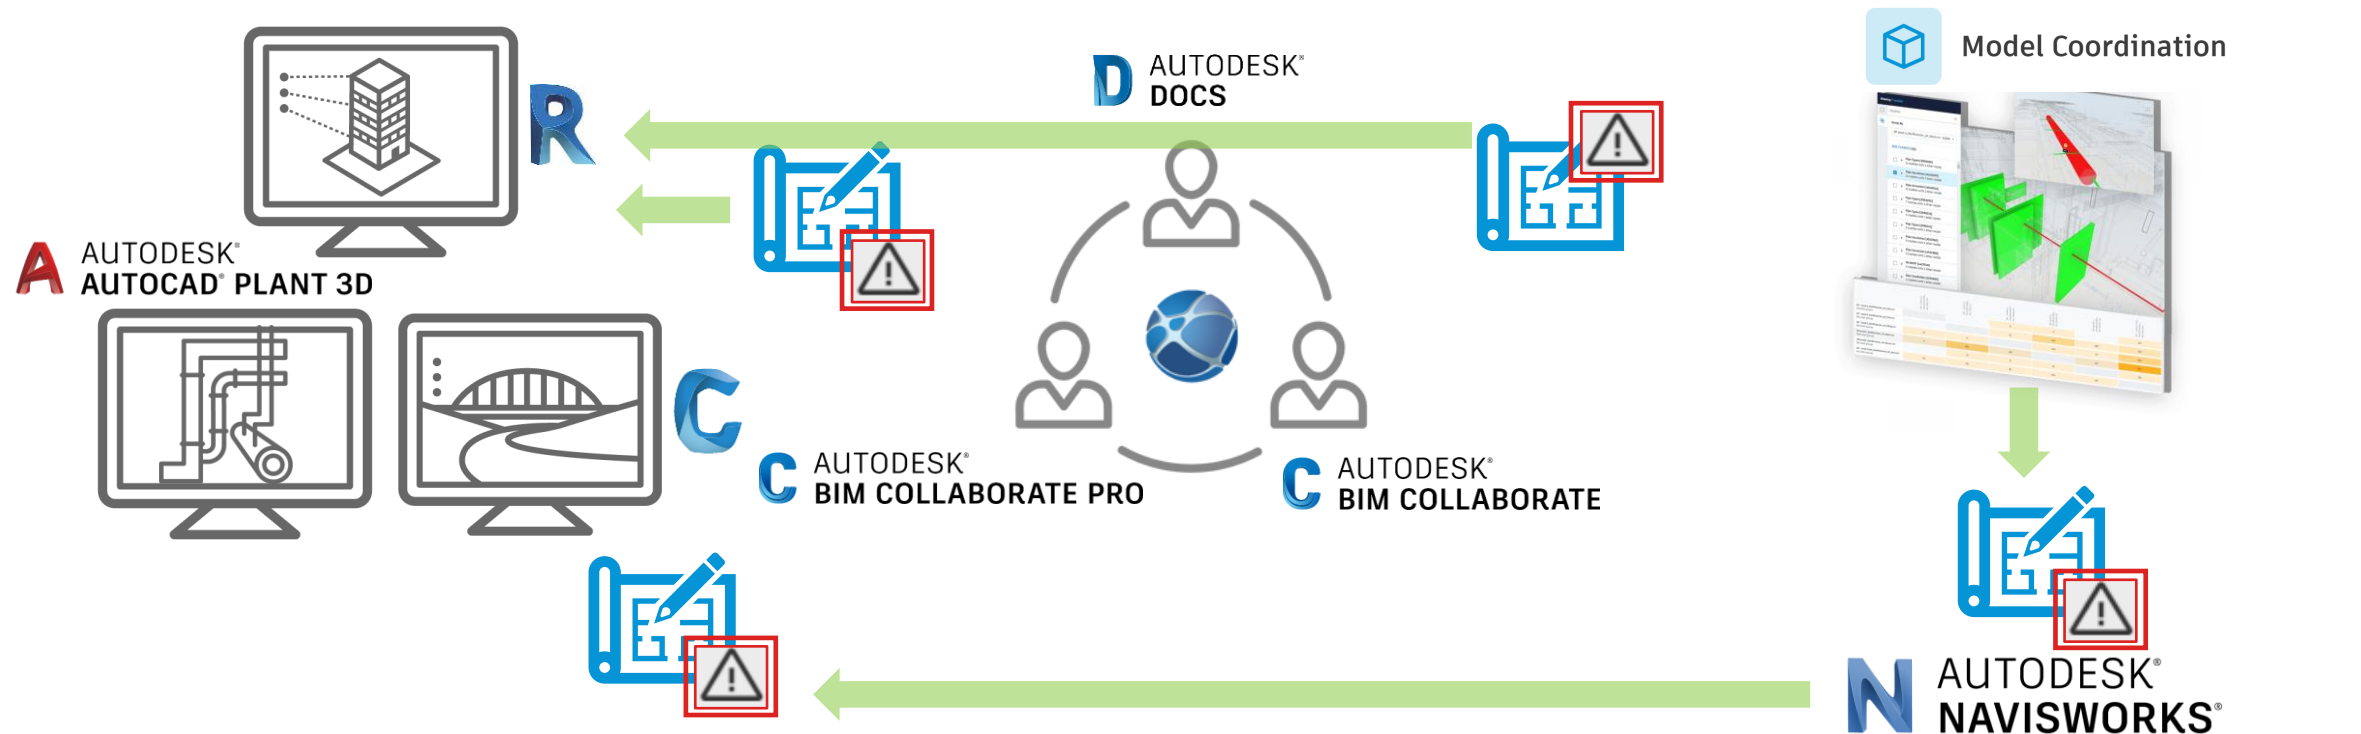 Model Coordination
AUTODESK®
DOCS
AUTODESK®
AUTOCAD® PLANT 3D
AUTODESK®
BIM COLLABORATE PRO
AUTODESK®
BIM COLLABORATE
AUTODESK®
NAVISWORKS®